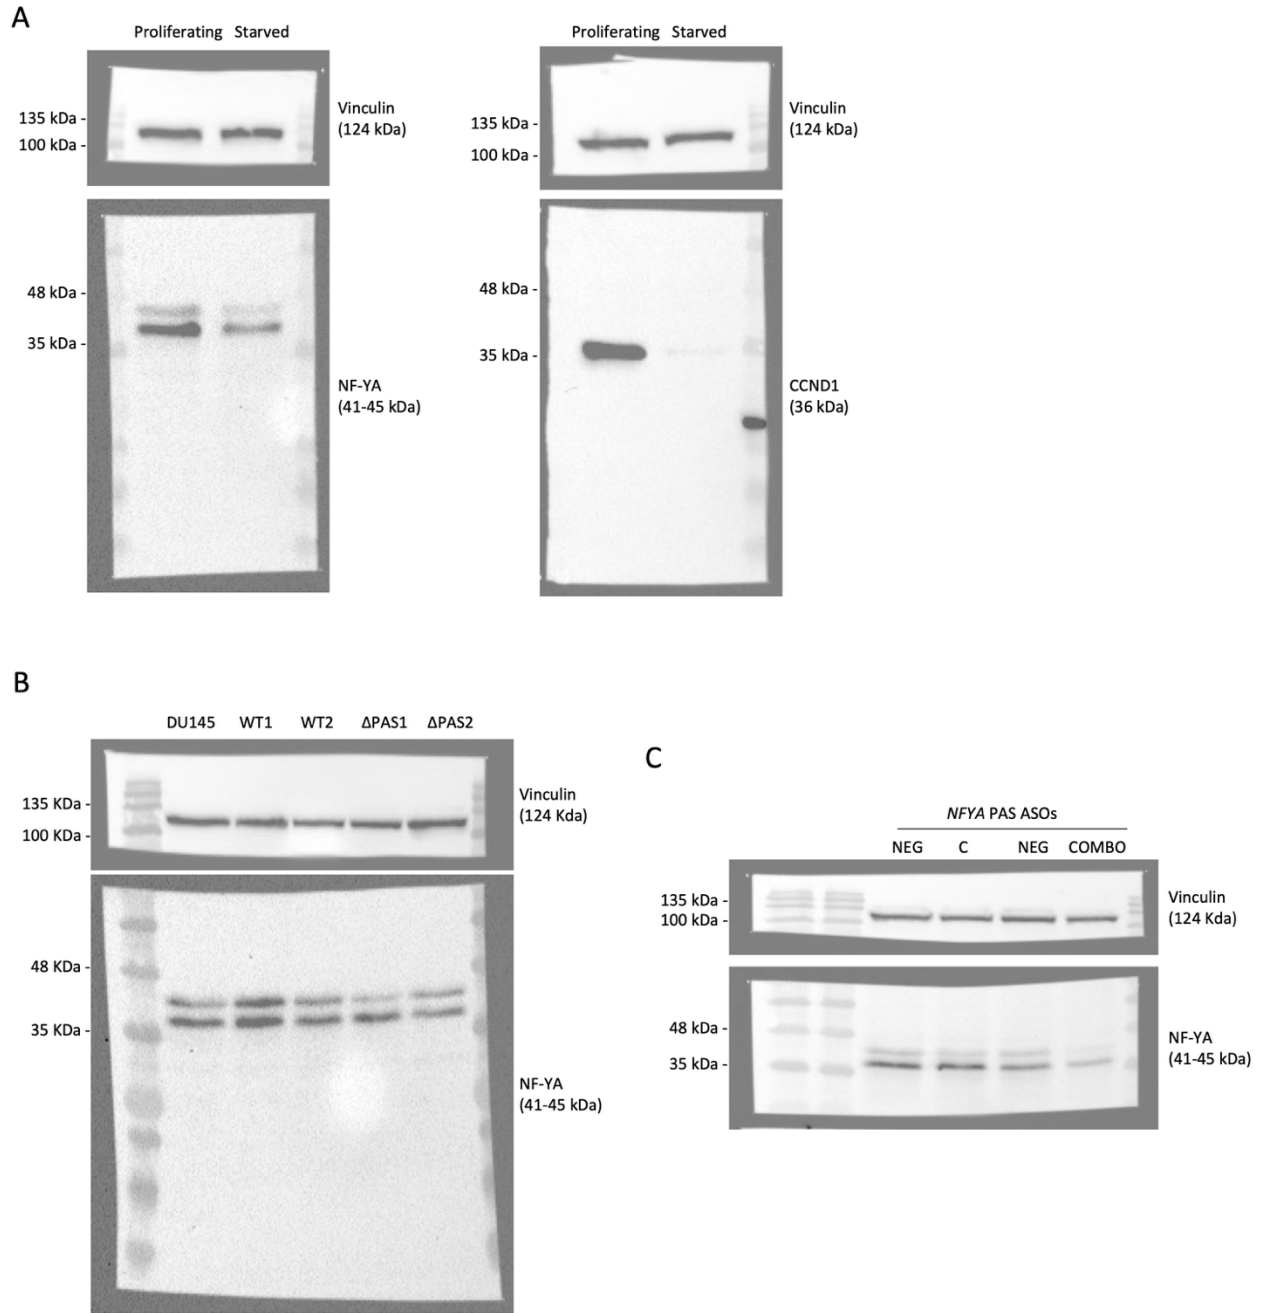 A
Proliferating Starved
135 kDa -
100 kDa -
Vinculin
(124 kDa)
48 kDa -
35 kDa -
NF-YA
(41-45 kDa)
Proliferating Starved
135 kDa -
100 kDa -
Vinculin
(124 kDa)
48 kDa -
35 kDa -
CCND1
(36 kDa)
B
DU145 WT1 WT2 ΔPAS1 ΔPAS2
135 KDa -
100 KDa -
Vinculin
(124 Kda)
48 KDa -
35 KDa -
NF-YA
(41-45 kDa)
C
NFYA PAS ASOs
NEG C NEG COMBO
135 kDa -
100 kDa -
Vinculin
(124 Kda)
48 kDa -
35 kDa -
NF-YA
(41-45 kDa)